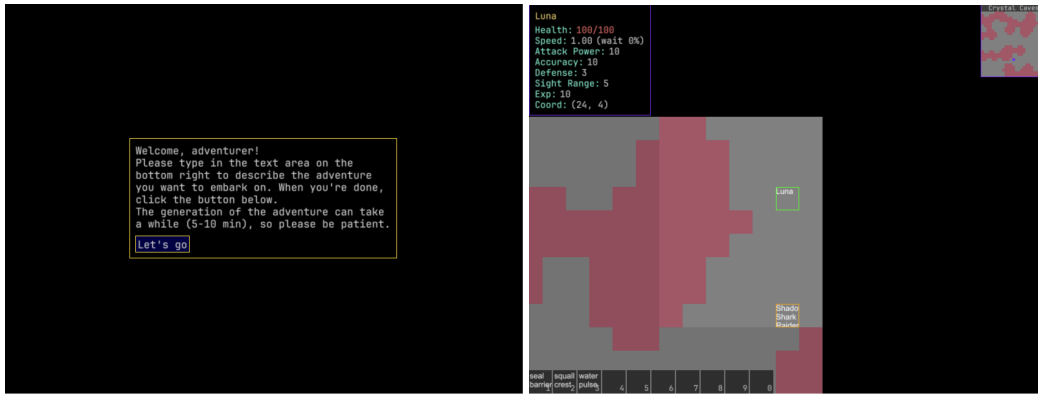 Welcome, adventurer!
Please type in the text area on the
bottom right to describe the adventure
you want to embark on. When you're done,
click the button below.
The generation of the adventure can take
a while (5-10 min), so please be patient.
Let's go
Luna
Health: 100/100
Speed: 1.00 (wait 0%)
Attack Power: 10
Accuracy: 10
Defense: 3
Sight Range: 5
Exp: 10
Coord: (24, 4)
Crystal Caves
Luna
Shado
Shark
Raider
seal
barrier 1
squall
crest 2
water
pulse 3
4
5
6
7
8
9
0